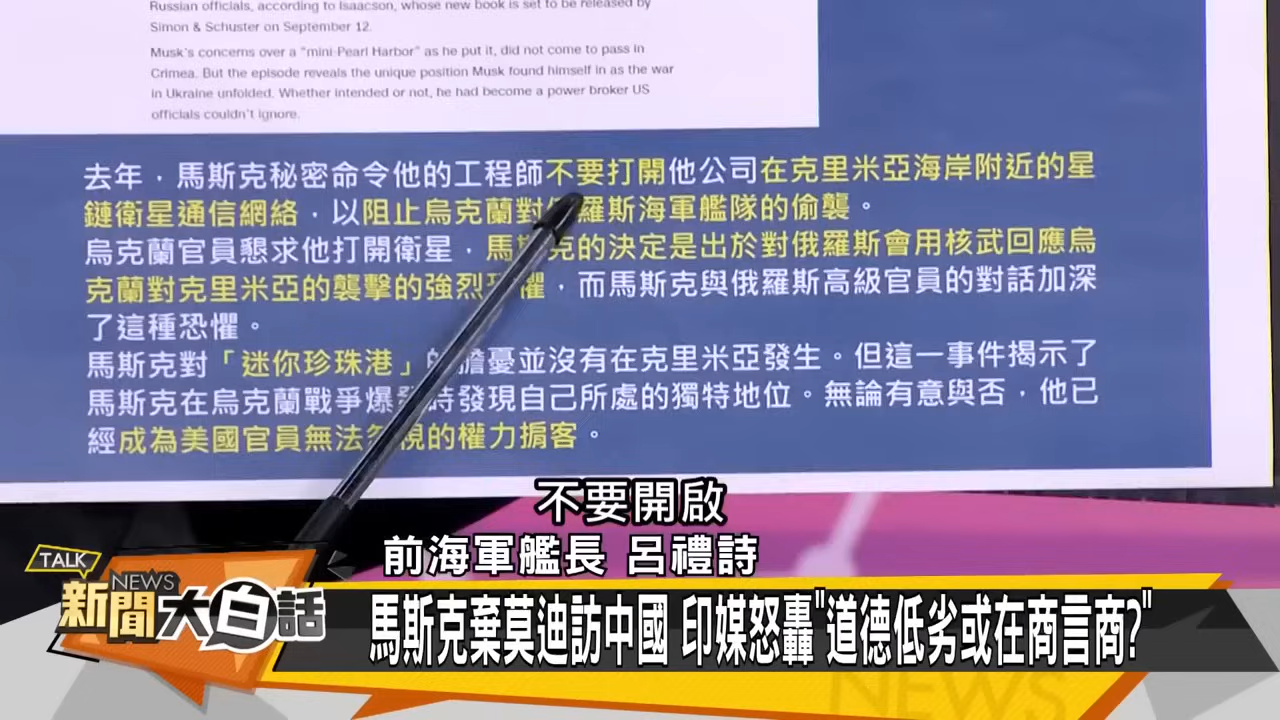 Russian officials, according to Isaacson, whose new book is set to be released by
Simon & Schuster on September 12.
Musk's concerns over a "mini-Pearl Harbor" as he put it, did not come to pass in
Crimea. But the episode reveals the unique position Musk found himself in as the war
in Ukraine unfolded. Whether intended or not, he had become a power broker US
officials couldn't ignore.
去年，馬斯克秘密命令他的工程師不要打開他公司在克里米亞海岸附近的星
鏈衛星通信網絡，以阻止烏克蘭對俄羅斯海軍艦隊的偷襲。
烏克蘭官員懇求他打開衛星，馬斯克的決定是出於對俄羅斯會用核武回應烏
克蘭對克里米亞的襲擊的強烈恐懼，而馬斯克與俄羅斯高級官員的對話加深
了這種恐懼。
馬斯克對「迷你珍珠港」的擔憂並沒有在克里米亞發生。但這一事件揭示了
馬斯克在烏克蘭戰爭爆發時發現自己所處的獨特地位。無論有意與否，他已
經成為美國官員無法忽視的權力掮客。
不要開啟
前海軍艦長 呂禮詩
TALK
NEWS
新聞大白話
馬斯克棄莫迪訪中國 印媒怒轟"道德低劣或在商言商?"
NEWS